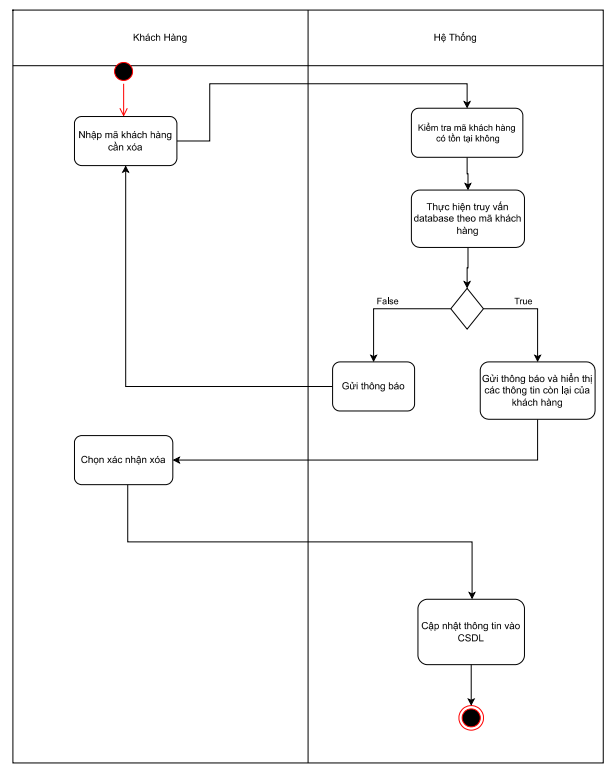 Khách Hàng
Hệ Thống
Nhập mã khách hàng
cần xóa
Kiểm tra mã khách hàng
có tồn tại không
Thực hiện truy vấn
database theo mã khách
hàng
False
True
Gửi thông báo
Gửi thông báo và hiển thị
các thông tin còn lại của
khách hàng
Chọn xác nhận xóa
Cập nhật thông tin vào
CSDL